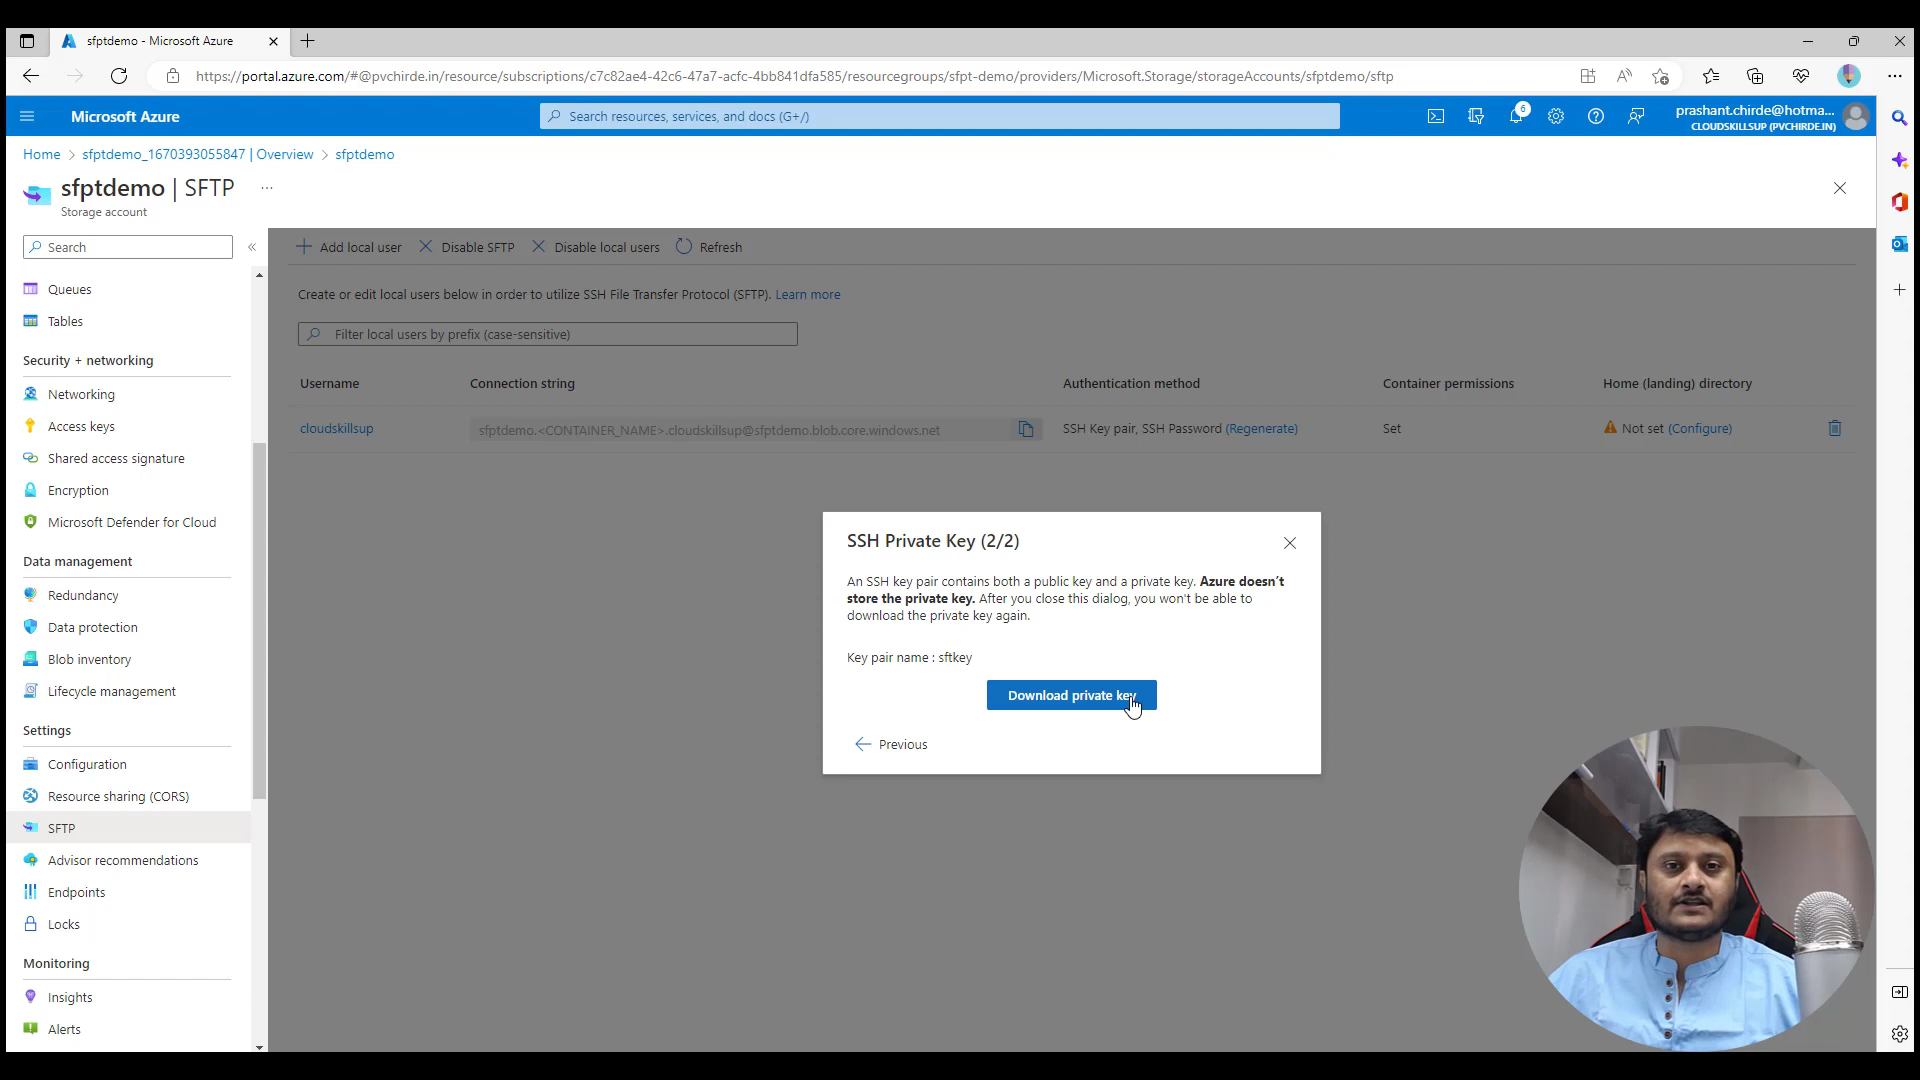 sfptdemo - Microsoft Azure
https://portal.azure.com/#@pvchirde.in/resource/subscriptions/c7c82ae4-42c6-47a7-acfc-4bb841dfa585/resourcegroups/sfpt-demo/providers/Microsoft.Storage/storageAccounts/sfptdemo/sftp
Microsoft Azure
Search resources, services, and docs (G+/)
6
prashant.chirde@hotma...
CLOUDSKILLSUP (PVCHIRDE.IN)
Home > sfptdemo_1670393055847 | Overview > sfptdemo
sfptdemo | SFTP ...
Storage account
Search
Queues
Tables
Security + networking
Networking
Access keys
Shared access signature
Encryption
Microsoft Defender for Cloud
Data management
Redundancy
Data protection
Blob inventory
Lifecycle management
Settings
Configuration
Resource sharing (CORS)
SFTP
Advisor recommendations
Endpoints
Locks
Monitoring
Insights
Alerts
Add local user Disable SFTP Disable local users Refresh
Create or edit local users below in order to utilize SSH File Transfer Protocol (SFTP). Learn more
Filter local users by prefix (case-sensitive)
Username Connection string Authentication method Container permissions Home (landing) directory
cloudskillsup sfptdemo.<CONTAINER_NAME>.cloudskillsup@sfptdemo.blob.core.windows.net SSH Key pair, SSH Password (Regenerate) Set Not set (Configure)
SSH Private Key (2/2)
An SSH key pair contains both a public key and a private key. Azure doesn't
store the private key. After you close this dialog, you won't be able to
download the private key again.
Key pair name : sftkey
Download private key
Previous